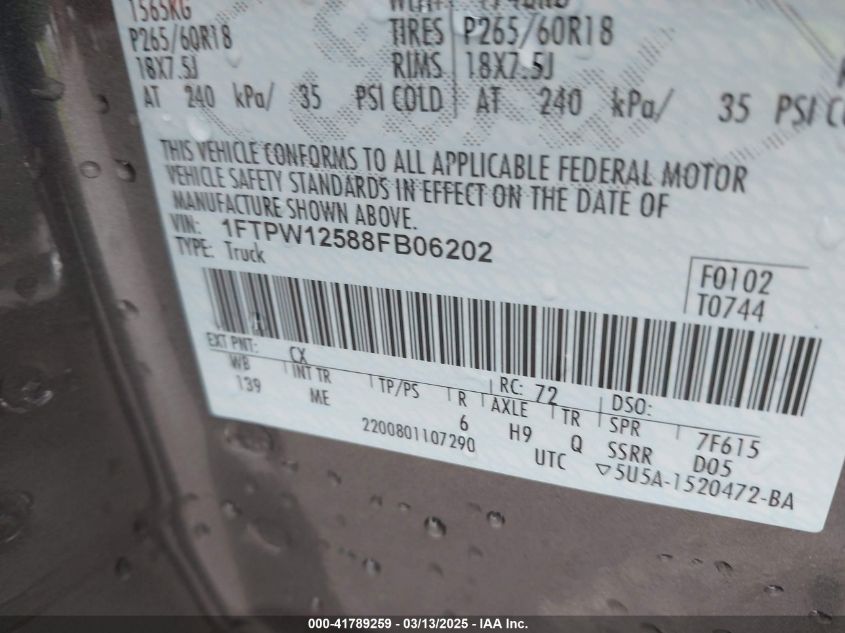 1565KG
P265/60R18 TIRES P265/60R18
18X7.5J RIMS 18X7.5J
AT 240 kPa/ 35 PSI COLD AT 240 kPa/ 35 PSI
THIS VEHICLE CONFORMS TO ALL APPLICABLE FEDERAL MOTOR
VEHICLE SAFETY STANDARDS IN EFFECT ON THE DATE OF
MANUFACTURE SHOWN ABOVE.
VIN: 1FTPW12588FB06202
TYPE: Truck
F0102
T0744
EXT PNT: CX RC: 72 DSO:
WB INT TR TP/PS R AXLE TR SPR
139 ME 6 H9 Q SSRR 7F615
D05
2200801107290 UTC ▽5U5A-1520472-BA
000-41789259 - 03/13/2025 - IAA Inc.